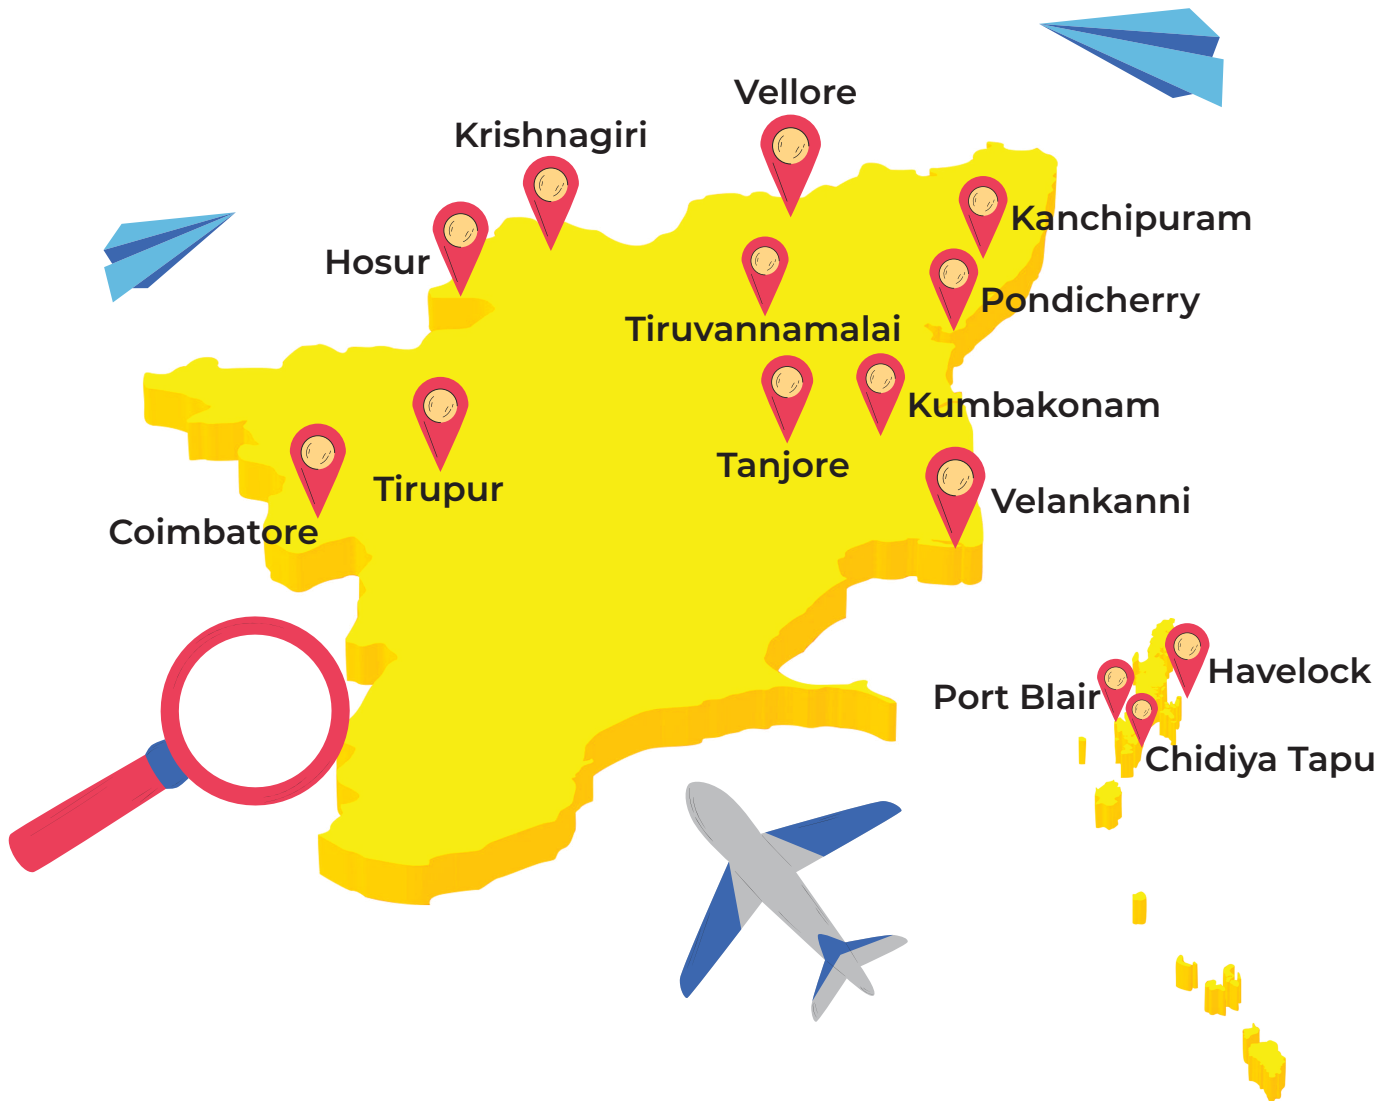 Vellore
Krishnagiri
Kanchipuram
Hosur
Pondicherry
Tiruvannamalai
Kumbakonam
Tanjore
Tirupur
Velankanni
Coimbatore
Havelock
Port Blair
Chidiya Tapu